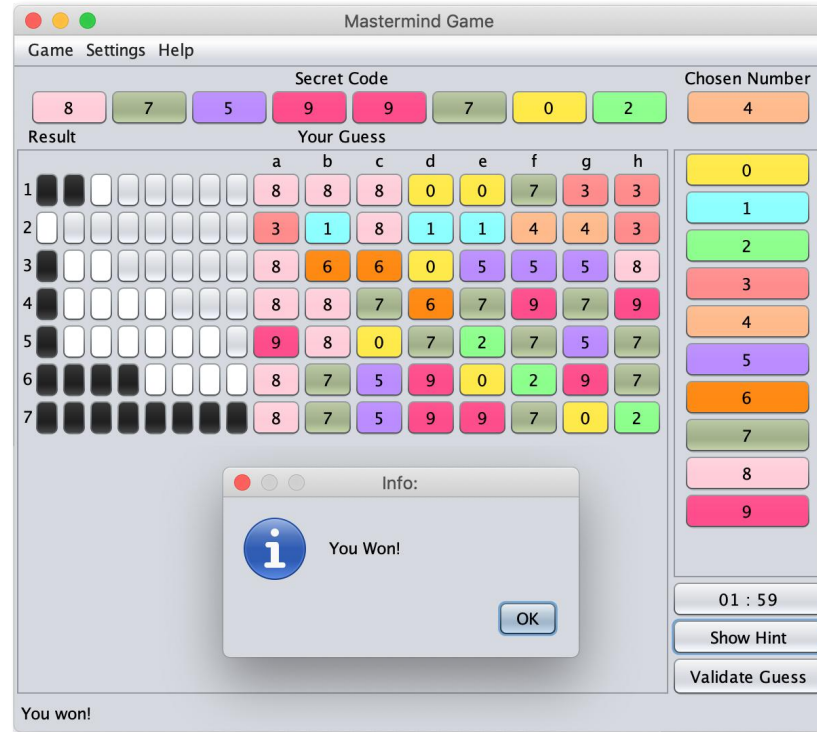 Mastermind Game
Game Settings Help
Secret Code Chosen Number
8 7 5 9 9 7 0 2 4
Result Your Guess
a b c d e f g h
1 8 8 8 0 0 7 3 3
2 3 1 8 1 1 4 4 3
3 8 6 6 0 5 5 5 8
4 8 8 7 6 7 9 7 9
5 9 8 0 7 2 7 5 7
6 8 7 5 9 0 2 9 7
7 8 7 5 9 9 7 0 2
0
1
2
3
4
5
6
7
8
9
Info:
You Won!
OK
01 : 59
Show Hint
Validate Guess
You won!